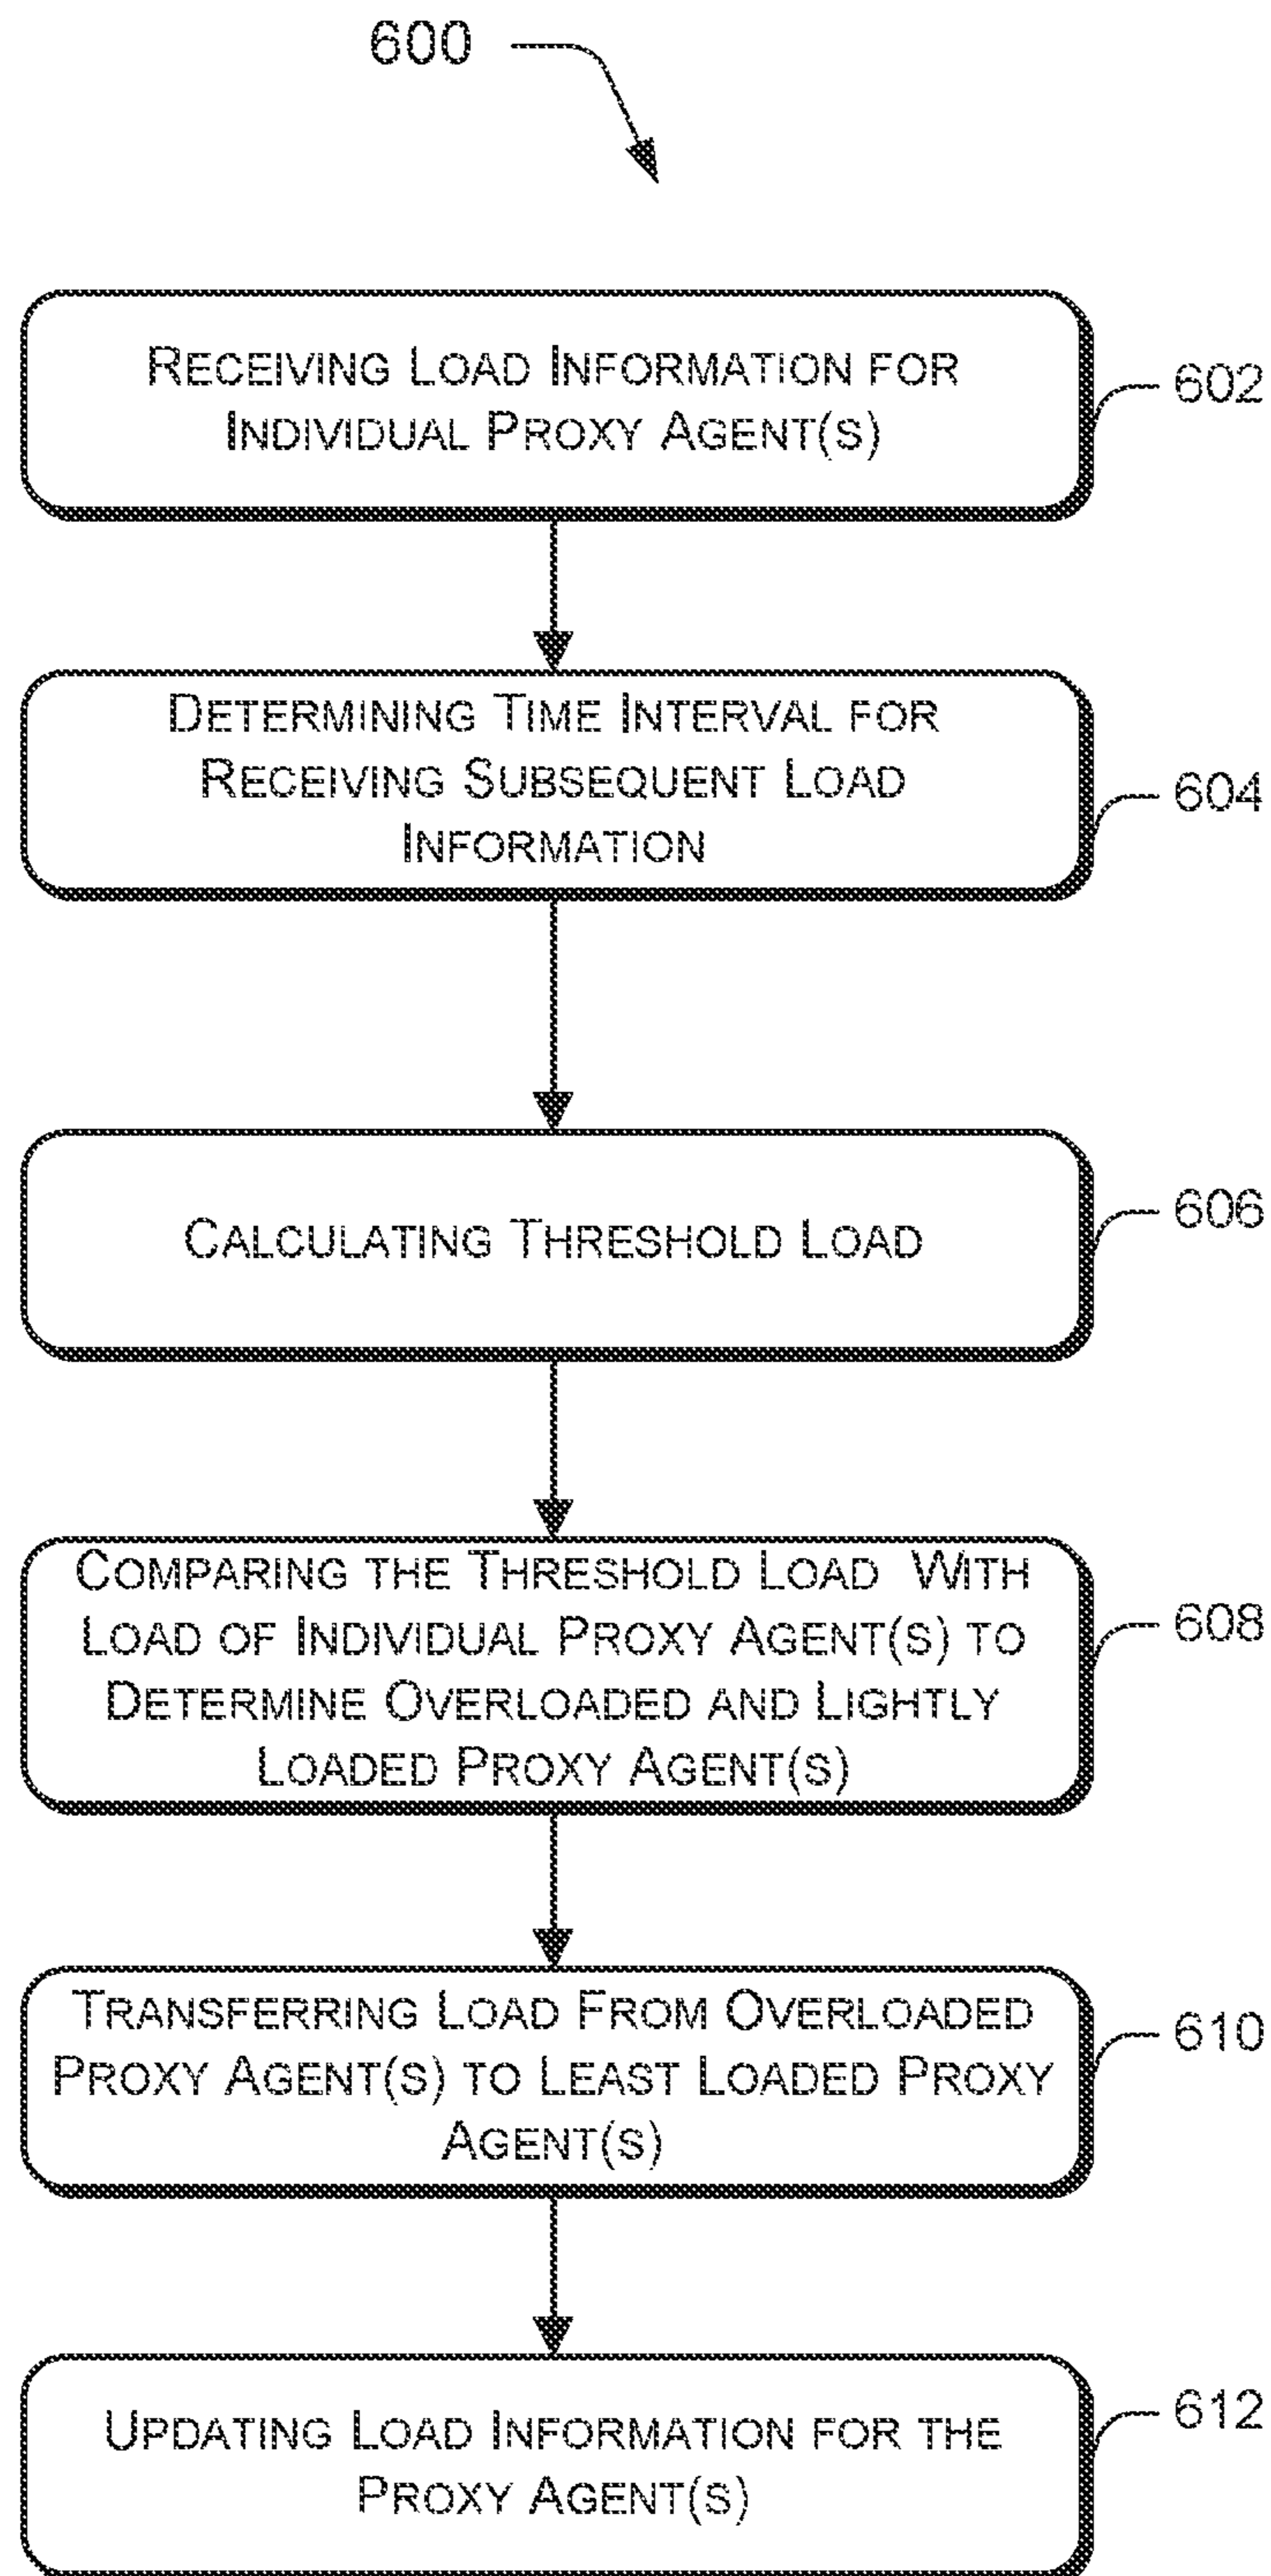 600
RECEIVING LOAD INFORMATION FOR
INDIVIDUAL PROXY AGENT(S)
602
DETERMINING TIME INTERVAL FOR
RECEIVING SUBSEQUENT LOAD
INFORMATION
604
CALCULATING THRESHOLD LOAD
606
COMPARING THE THRESHOLD LOAD WITH
LOAD OF INDIVIDUAL PROXY AGENT(S) TO
DETERMINE OVERLOADED AND LIGHTLY
LOADED PROXY AGENT(S)
608
TRANSFERRING LOAD FROM OVERLOADED
PROXY AGENT(S) TO LEAST LOADED PROXY
AGENT(S)
610
UPDATING LOAD INFORMATION FOR THE
PROXY AGENT(S)
612